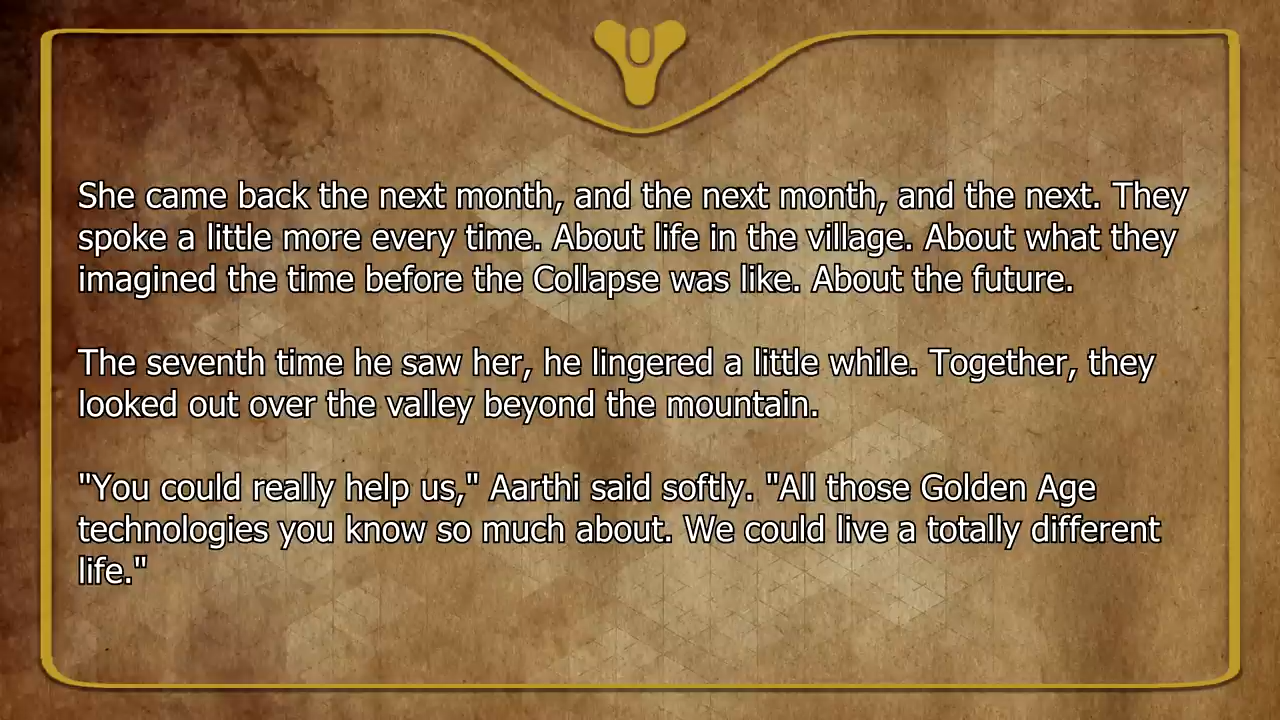 She came back the next month, and the next month, and the next. They
spoke a little more every time. About life in the village. About what they
imagined the time before the Collapse was like. About the future.
The seventh time he saw her, he lingered a little while. Together, they
looked out over the valley beyond the mountain.
"You could really help us," Aarthi said softly. "All those Golden Age
technologies you know so much about. We could live a totally different
life."